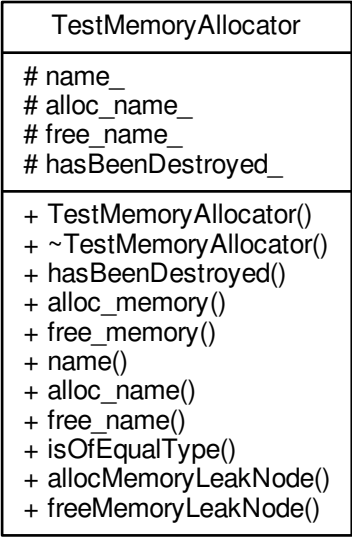 TestMemoryAllocator
# name_
# alloc_name_
# free_name_
# hasBeenDestroyed_
+ TestMemoryAllocator()
+ ~TestMemoryAllocator()
+ hasBeenDestroyed()
+ alloc_memory()
+ free_memory()
+ name()
+ alloc_name()
+ free_name()
+ isOfEqualType()
+ allocMemoryLeakNode()
+ freeMemoryLeakNode()